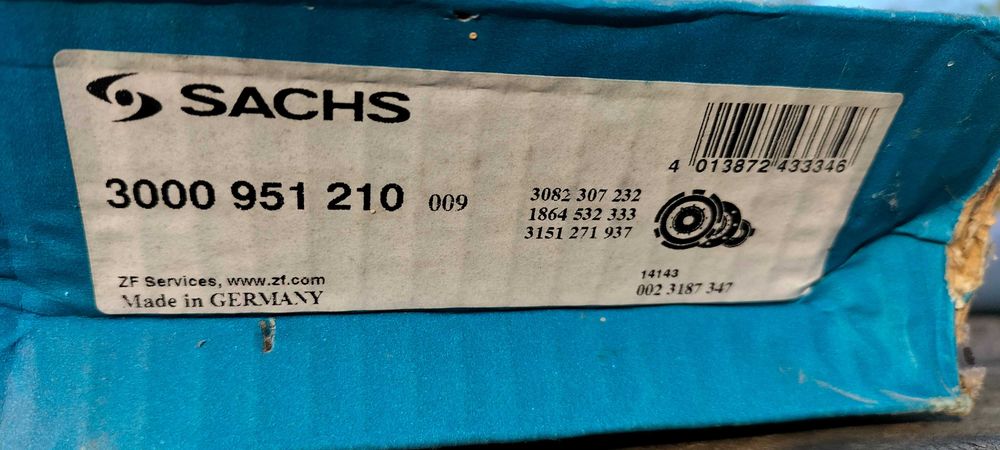 SACHS
4 013872 433346
3000 951 210 009
3082 307 232
1864 532 333
3151 271 937
ZF Services, www.zf.com
Made in GERMANY
14143
002 3187 347